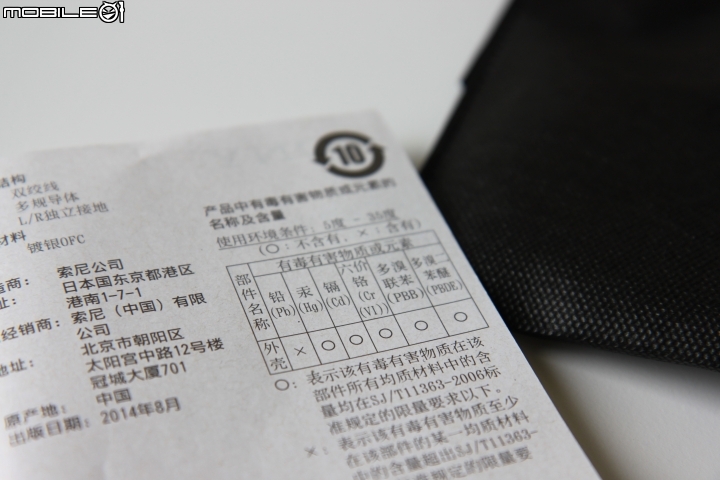 MOBILE01
结构
双绞线
多规导体
L/R独立接地
材料
镀银OFC
造商: 索尼公司
日本国东京都港区
址: 港南1-7-1
经销商: 索尼（中国）有限
公司
地址: 北京市朝阳区
太阳宫中路12号楼
冠城大厦701
原产地: 中国
出版日期: 2014年8月
10
产品中有毒有害物质或元素的
名称及含量
使用环境条件: 5度 - 35度
(○: 不含有, ×: 含有)
部件名称 有毒有害物质或元素
铅(Pb) 汞(Hg) 镉(Cd) 六价铬(Cr(VI)) 多溴联苯(PBB) 多溴二苯醚(PBDE)
外壳 × ○ ○ ○ ○ ○
○: 表示该有毒有害物质在该
部件所有均质材料中的含
量均在SJ/T11363-2006标
准规定的限量要求以下。
×: 表示该有毒有害物质至少
在该部件的某一均质材料
中的含量超出SJ/T11363-
规定的限量要